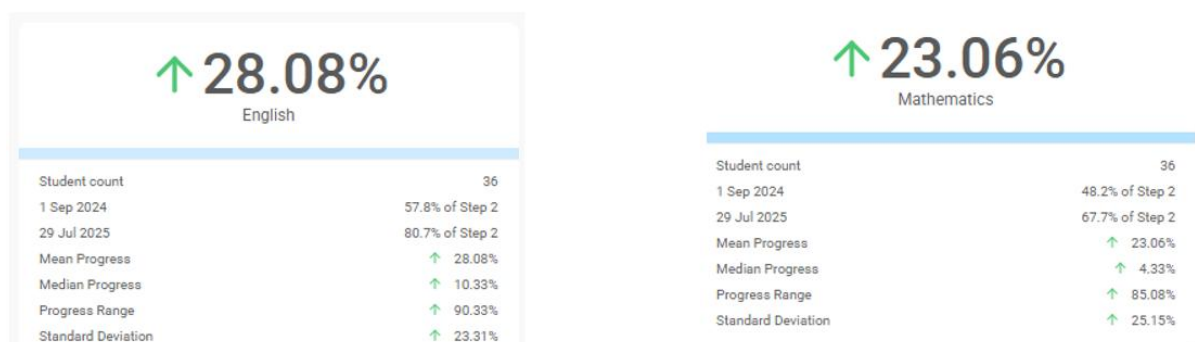 ↑ 28.08%
English
Student count 36
1 Sep 2024 57.8% of Step 2
29 Jul 2025 80.7% of Step 2
Mean Progress ↑ 28.08%
Median Progress ↑ 10.33%
Progress Range ↑ 90.33%
Standard Deviation ↑ 23.31%
↑ 23.06%
Mathematics
Student count 36
1 Sep 2024 48.2% of Step 2
29 Jul 2025 67.7% of Step 2
Mean Progress ↑ 23.06%
Median Progress ↑ 4.33%
Progress Range ↑ 85.08%
Standard Deviation ↑ 25.15%